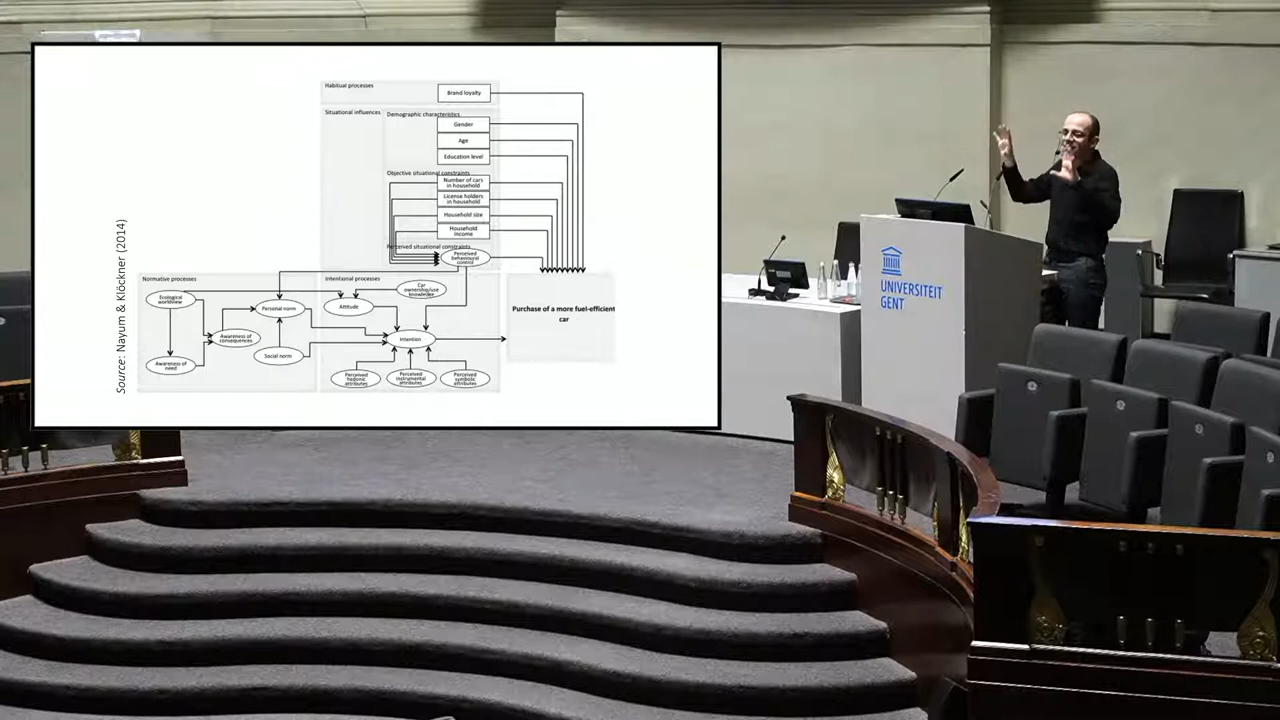 Habitual processes
Brand loyalty
Situational influences
Demographic characteristics
Gender
Age
Education level
Objective situational constraints
Number of cars
in household
License holders
in household
Household size
Household
income
Perceived situational constraints
Perceived
behavioural
control
Normative processes
Intentional processes
Ecological
worldview
Personal norm
Attitude
Car
ownership/use
knowledge
Awareness of
consequences
Intention
Social norm
Awareness of
need
Perceived
hedonic
attributes
Perceived
instrumental
attributes
Perceived
symbolic
attributes
Purchase of a more fuel-efficient
car
Source: Nayum & Klöckner (2014)
UNIVERSITEIT
GENT